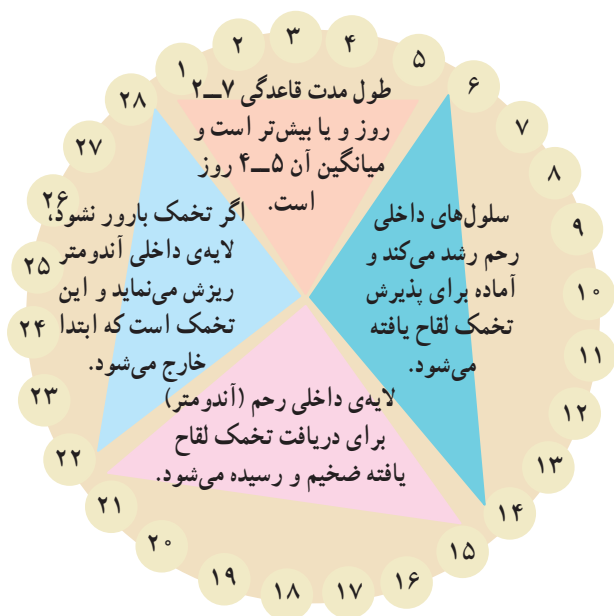 طول مدت قاعدگی ۷ــ۲
روز و یا بیش‌تر است و
میانگین آن ۵ــ۴ روز
است.
سلول‌های داخلی
رحم رشد می‌کند و
آماده برای پذیرش
تخمک لقاح یافته
می‌شود.
لایه‌ی داخلی رحم (آندومتر)
برای دریافت تخمک لقاح
یافته ضخیم و رسیده می‌شود.
اگر تخمک بارور نشود،
لایه‌ی داخلی آندومتر
ریزش می‌نماید و این
تخمک است که ابتدا
خارج می‌شود.
۱
۲
۳
۴
۵
۶
۷
۸
۹
۱۰
۱۱
۱۲
۱۳
۱۴
۱۵
۱۶
۱۷
۱۸
۱۹
۲۰
۲۱
۲۲
۲۳
۲۴
۲۵
۲۶
۲۷
۲۸